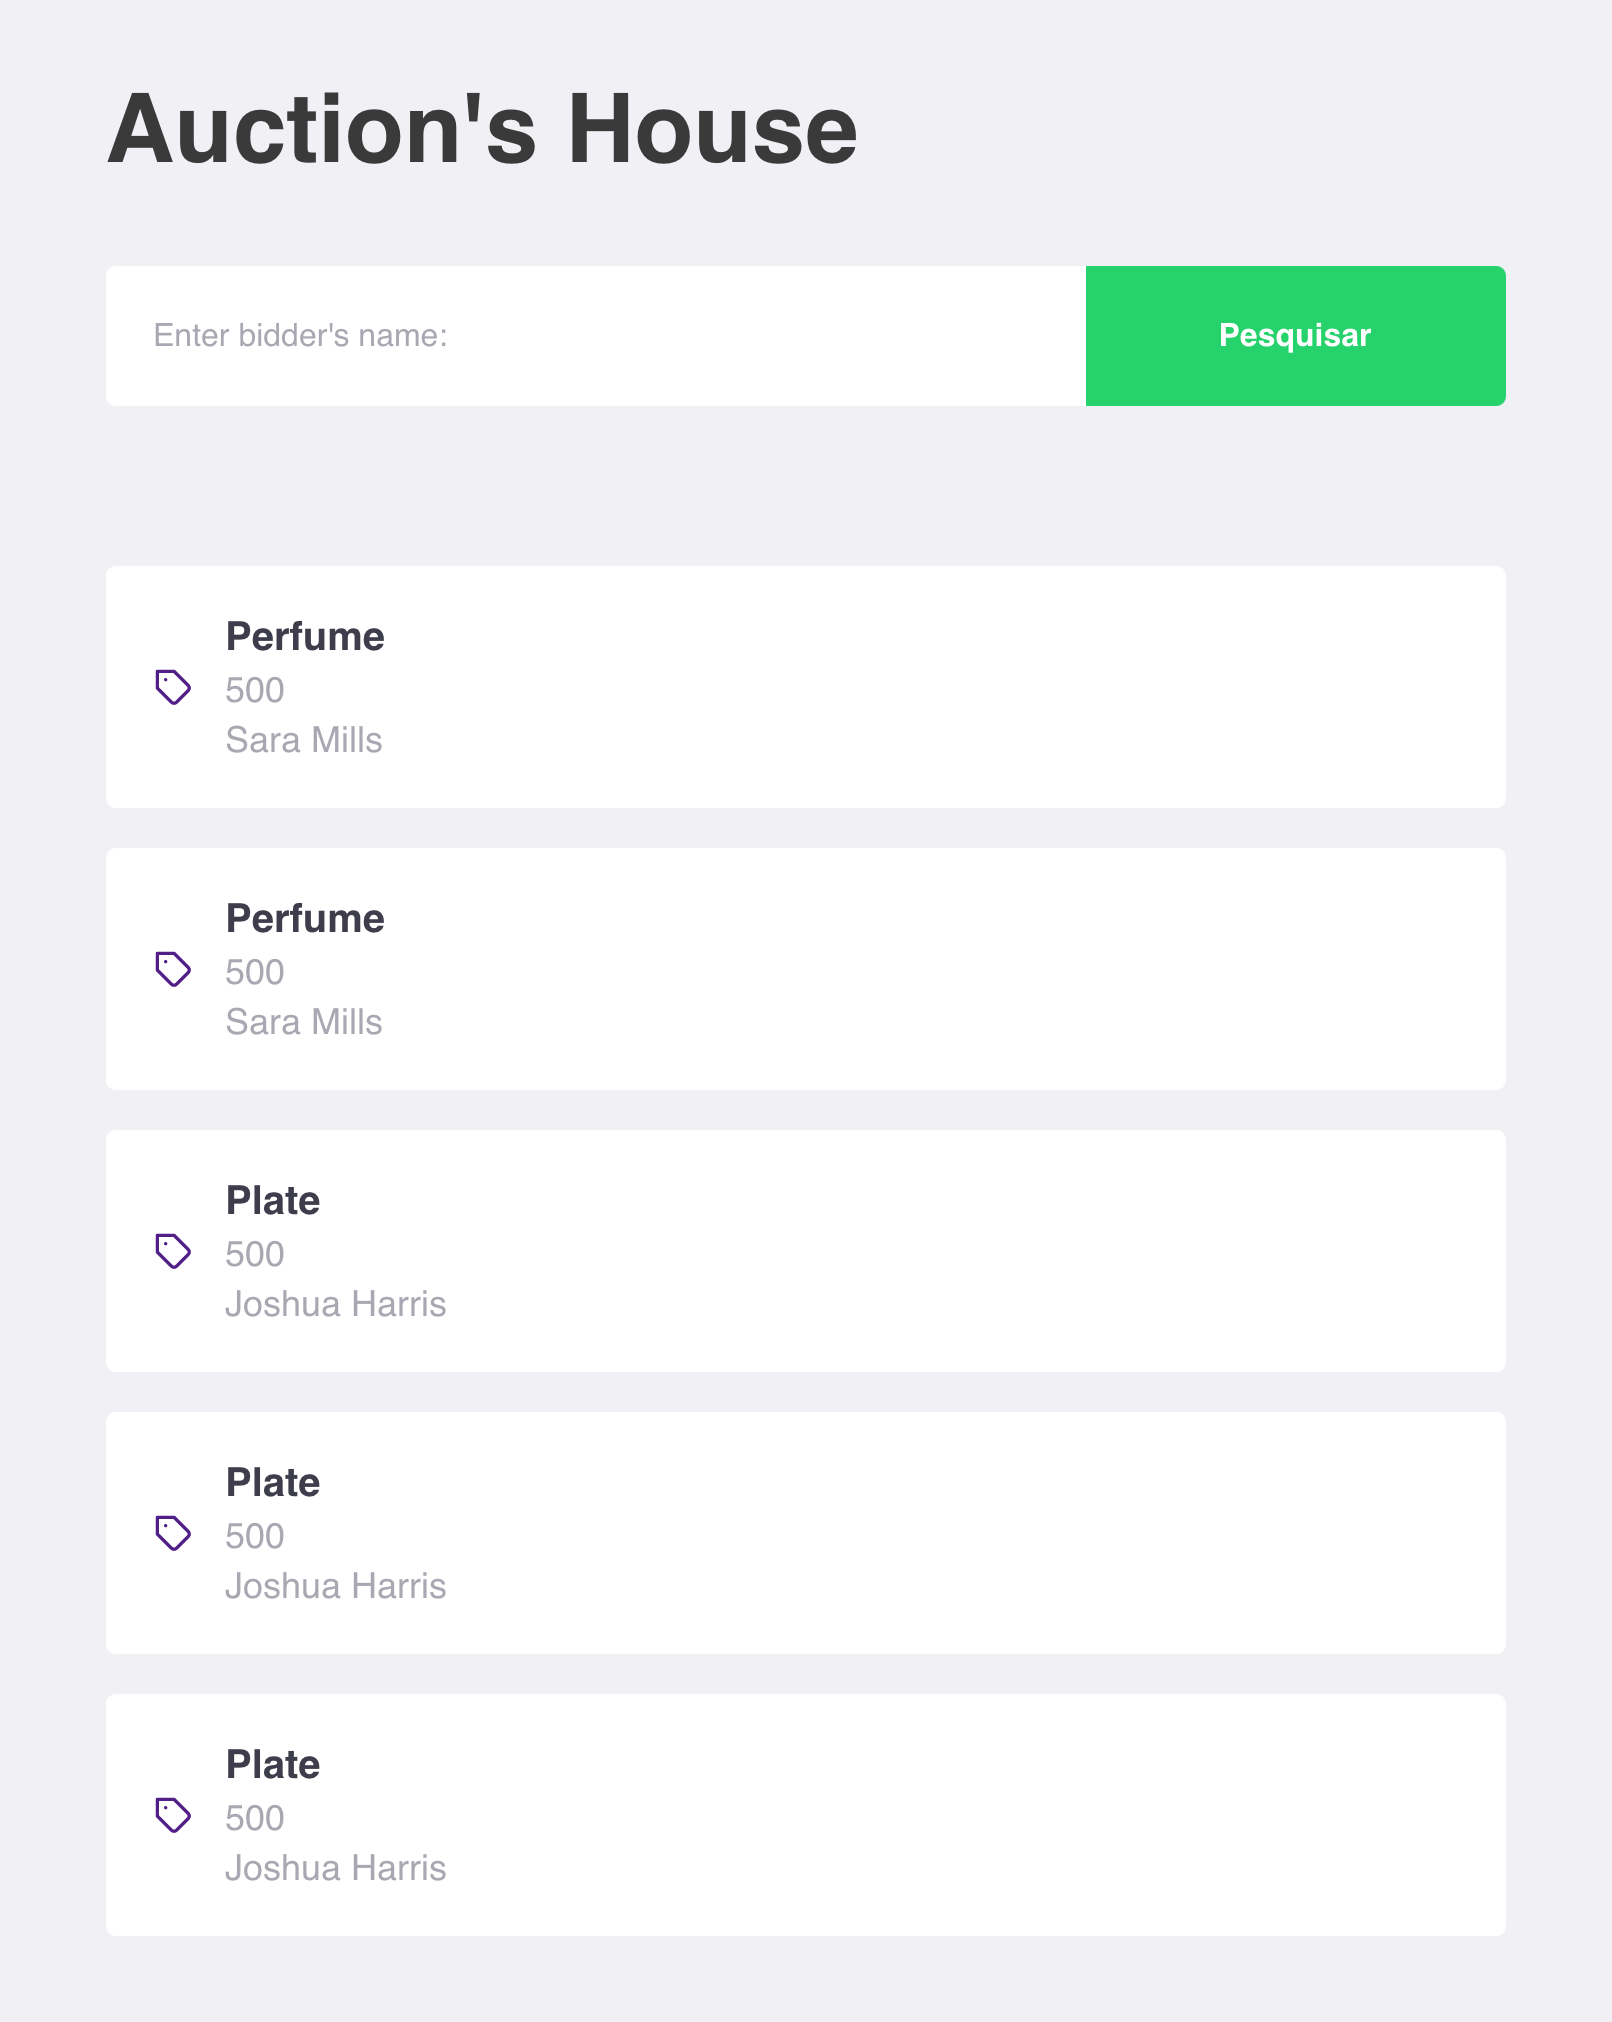 Auction's House
Enter bidder's name:
Pesquisar
Perfume
500
Sara Mills
Perfume
500
Sara Mills
Plate
500
Joshua Harris
Plate
500
Joshua Harris
Plate
500
Joshua Harris